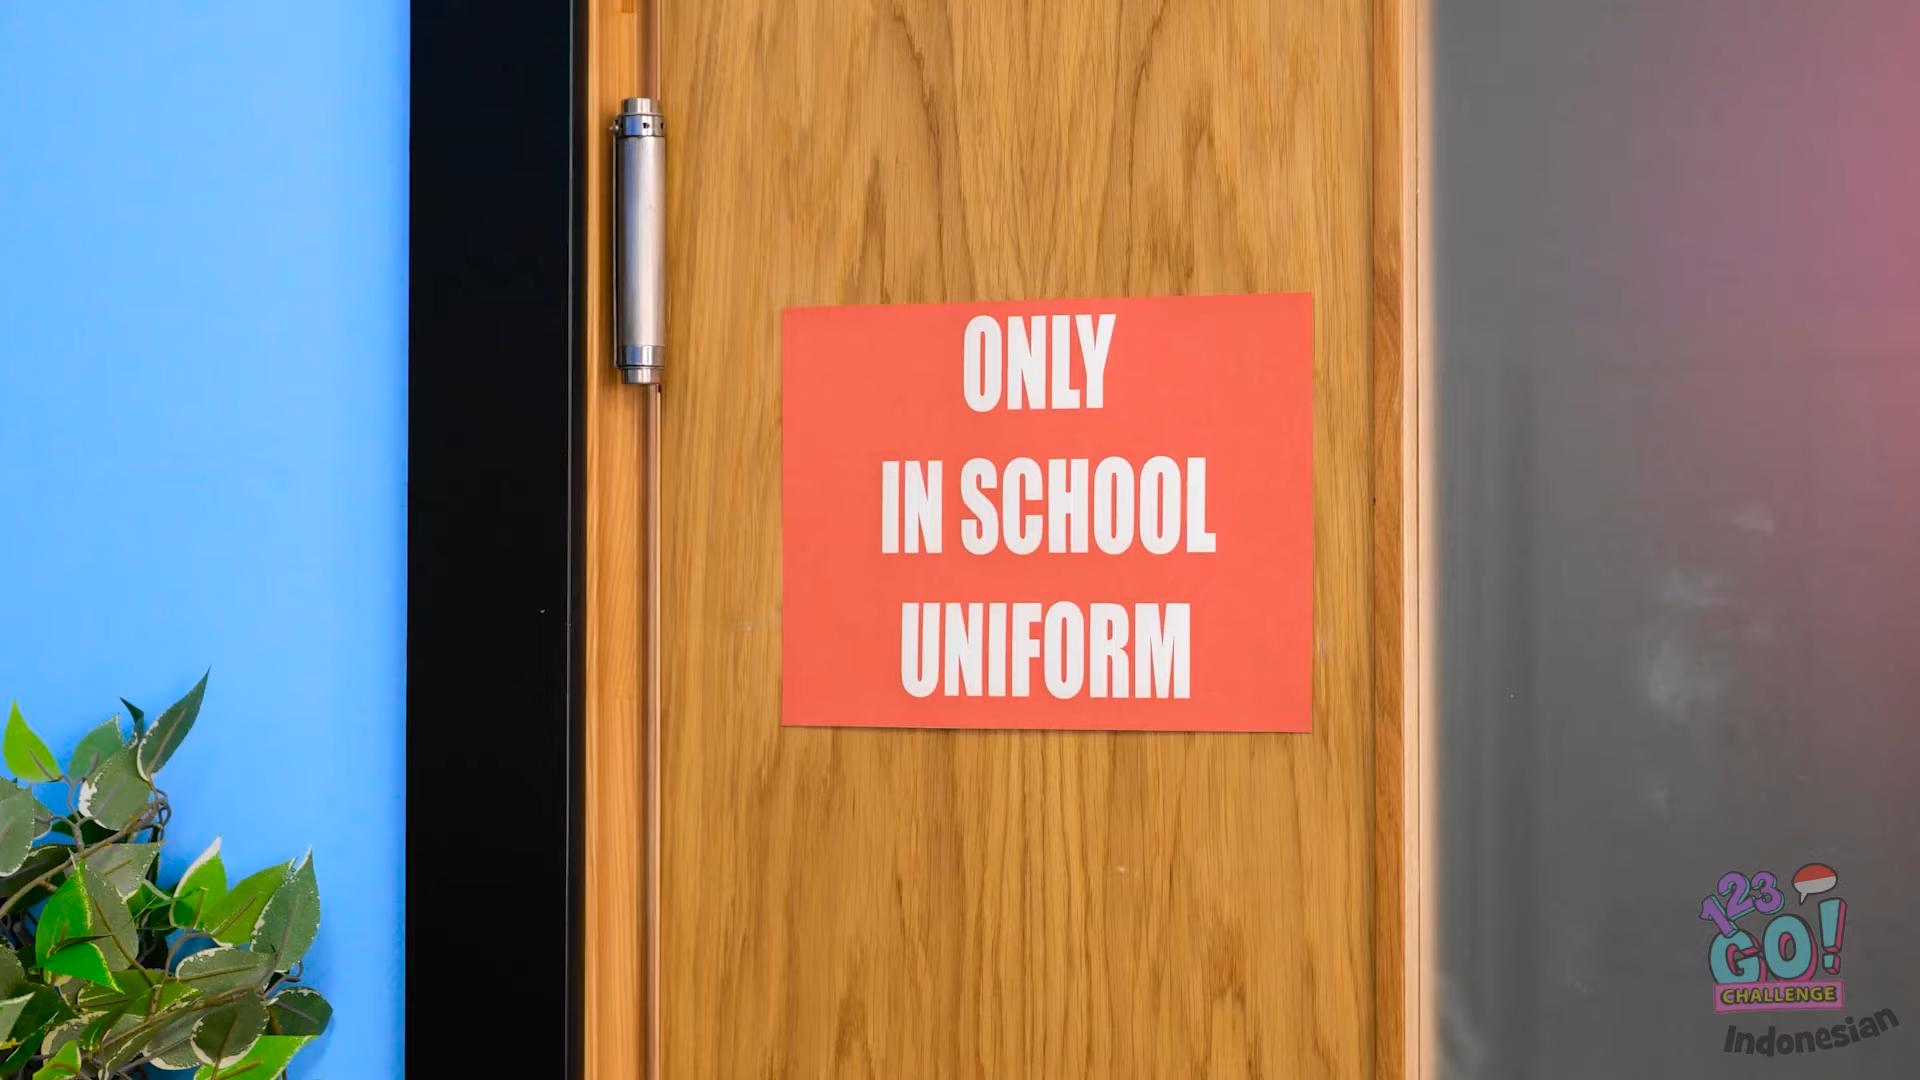 ONLY
IN SCHOOL
UNIFORM
123
GO!
CHALLENGE
Indonesian